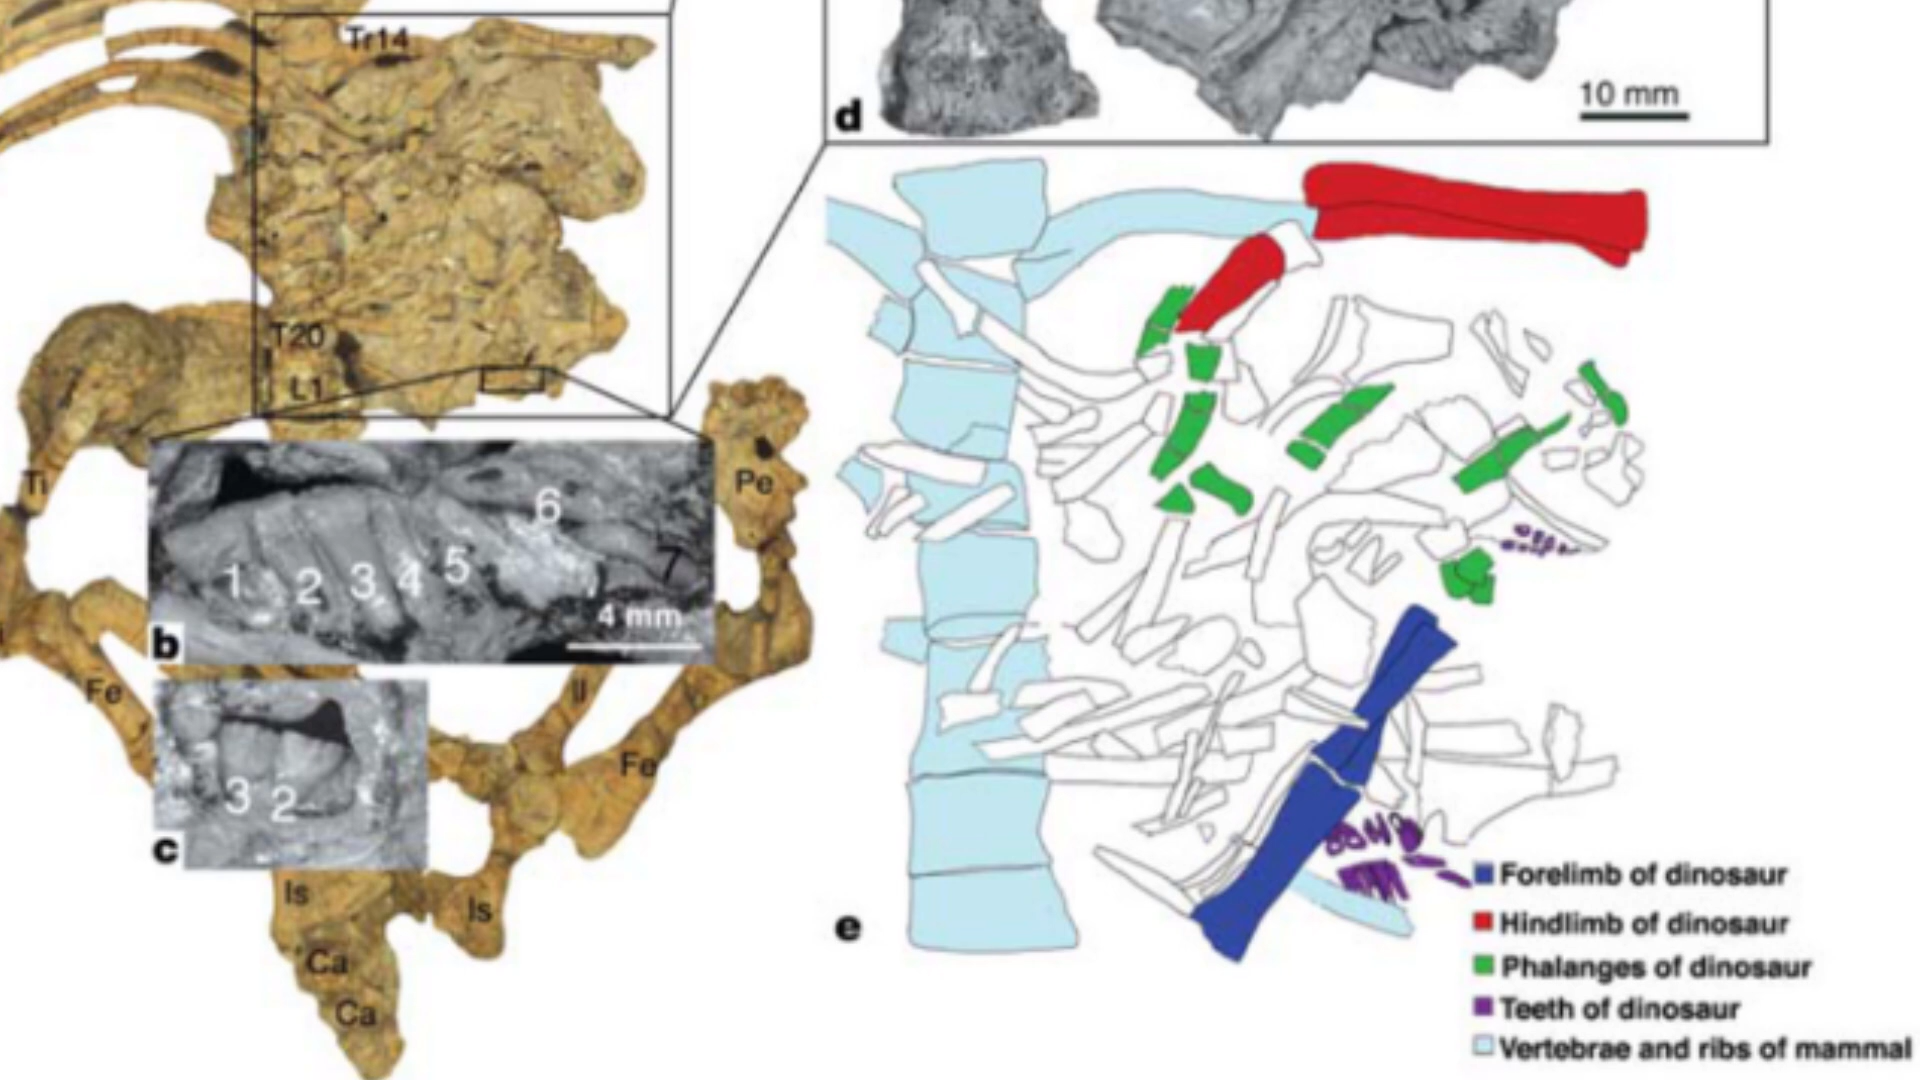 Tr14
10 mm
d
T20
L1
Ti
Pe
6
1
2
3
4
5
7
4 mm
b
Fe
Il
Fe
3
2
c
Is
Is
Ca
Ca
e
Forelimb of dinosaur
Hindlimb of dinosaur
Phalanges of dinosaur
Teeth of dinosaur
Vertebrae and ribs of mammal